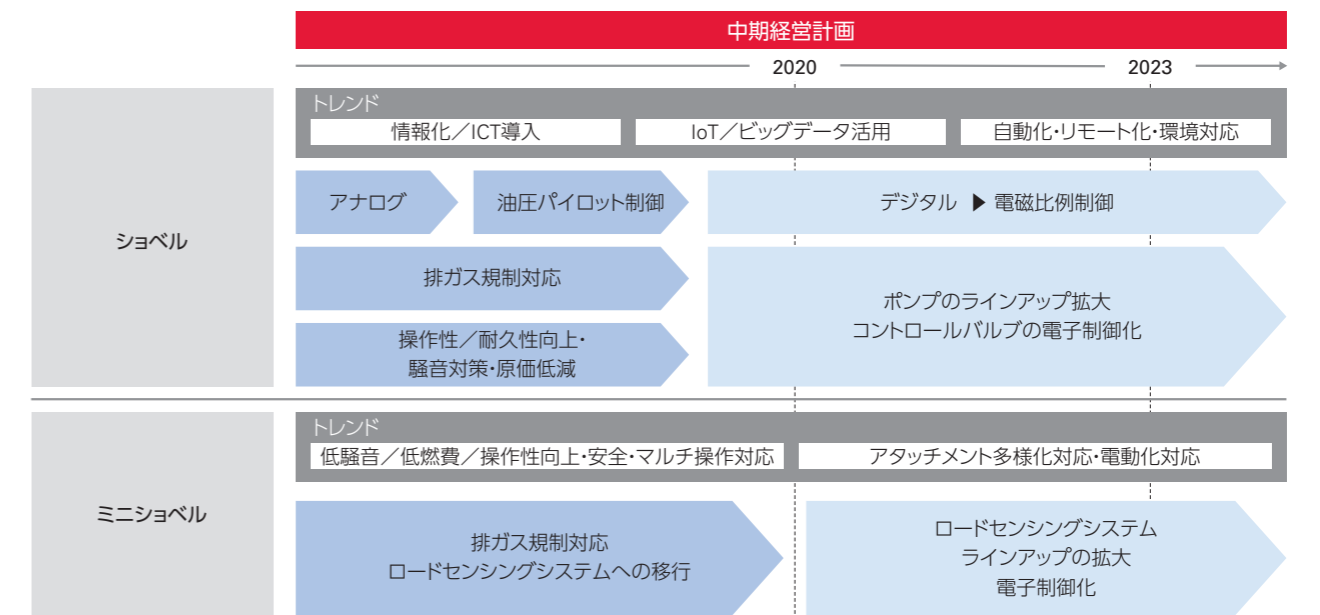 中期経営計画
2020
2023
ショベル
トレンド
情報化／ICT導入
IoT／ビッグデータ活用
自動化・リモート化・環境対応
アナログ
油圧パイロット制御
デジタル ▶ 電磁比例制御
排ガス規制対応
操作性／耐久性向上・
騒音対策・原価低減
ポンプのラインアップ拡大
コントロールバルブの電子制御化
ミニショベル
トレンド
低騒音／低燃費／操作性向上・安全・マルチ操作対応
アタッチメント多様化対応・電動化対応
排ガス規制対応
ロードセンシングシステムへの移行
ロードセンシングシステム
ラインアップの拡大
電子制御化